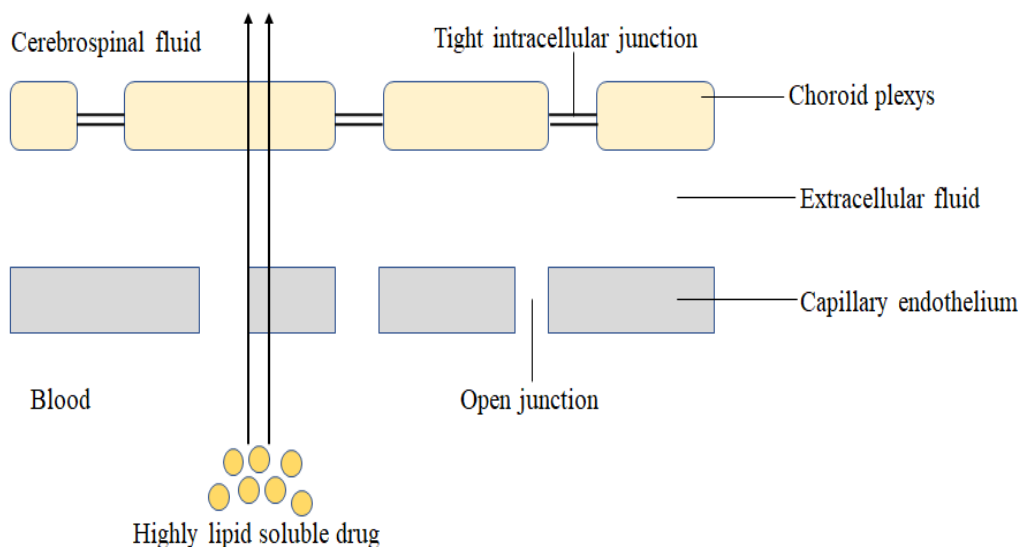 Cerebrospinal fluid
Tight intracellular junction
Choroid plexys
Extracellular fluid
Capillary endothelium
Blood
Open junction
Highly lipid soluble drug